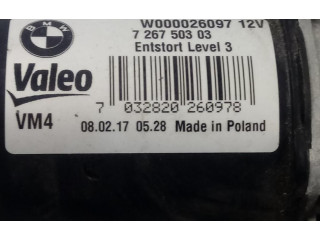 BMW
W000026097 12V
7 267 503 03
Entstort Level 3
Valeo
7 032820 260978
VM4
08.02.17 05.28 Made in Poland